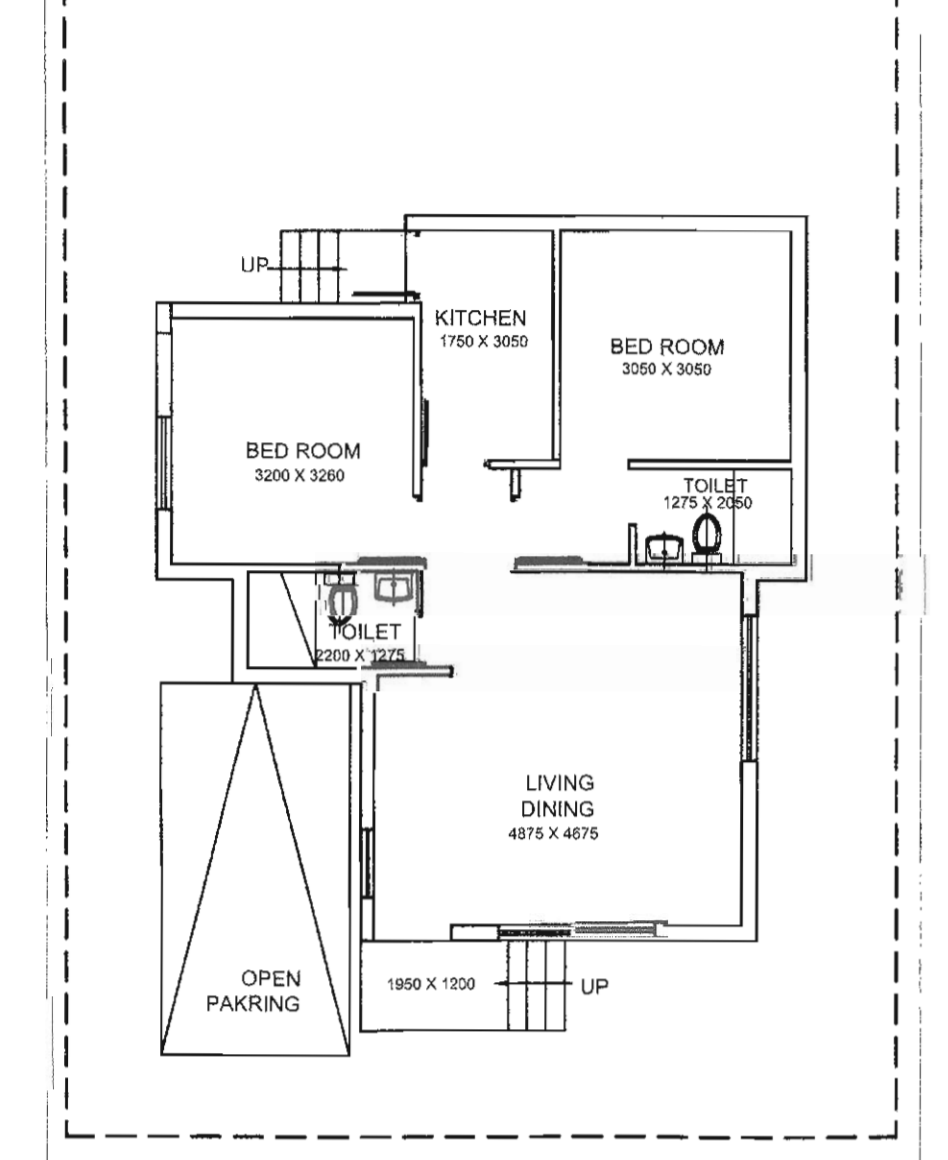 UP
KITCHEN
1750 X 3050
BED ROOM
3050 X 3050
BED ROOM
3200 X 3260
TOILET
1275 X 2050
TOILET
2200 X 1275
LIVING
DINING
4875 X 4675
OPEN
PAKRING
1950 X 1200
UP